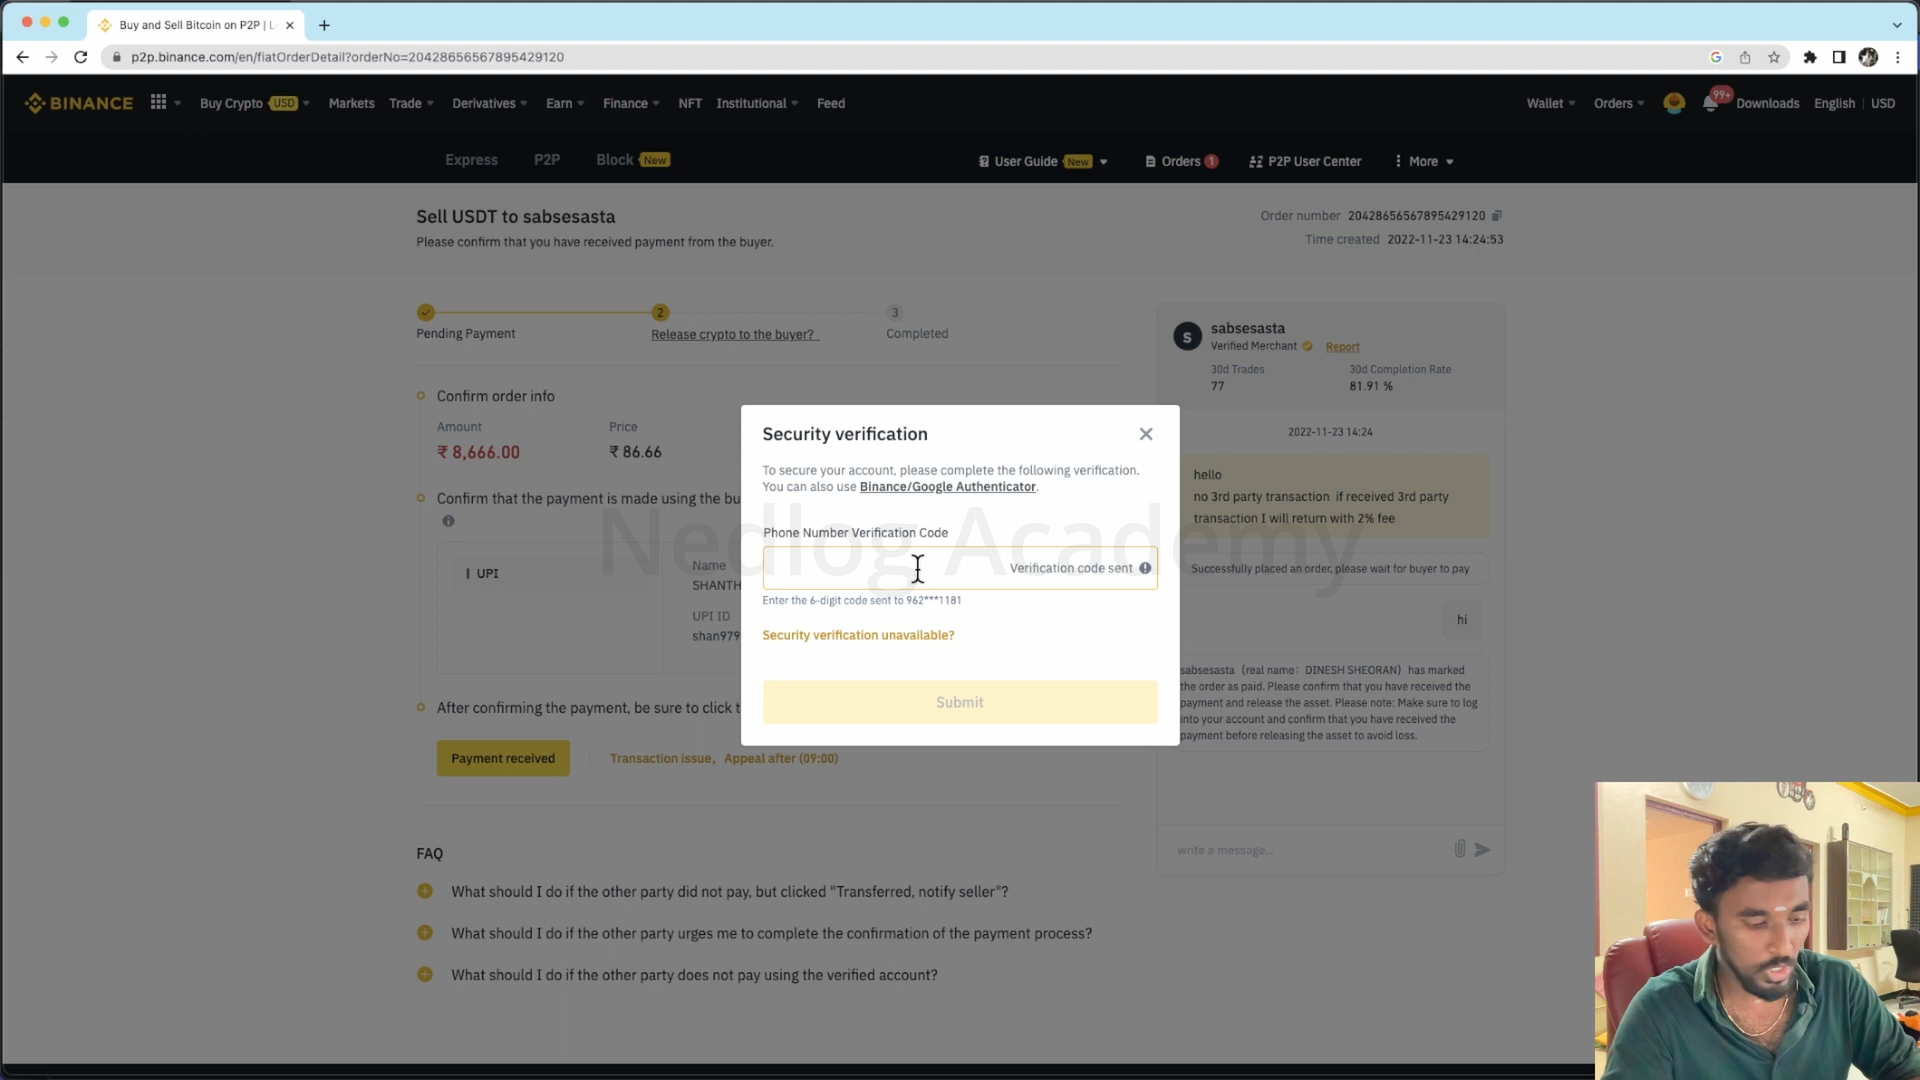 Buy and Sell Bitcoin on P2P | L
p2p.binance.com/en/fiatOrderDetail?orderNo=20428656567895429120
BINANCE
Buy Crypto USD
Markets
Trade
Derivatives
Earn
Finance
NFT
Institutional
Feed
Wallet
Orders
99+
Downloads
English | USD
Express
P2P
Block New
User Guide New
Orders 1
P2P User Center
More
Sell USDT to sabsesasta
Please confirm that you have received payment from the buyer.
Order number 20428656567895429120
Time created 2022-11-23 14:24:53
2
3
Pending Payment
Release crypto to the buyer?
Completed
Confirm order info
Amount
Price
₹ 8,666.00
₹ 86.66
Confirm that the payment is made using the bu
UPI
Name
SHANTH
UPI ID
shan979
After confirming the payment, be sure to click t
Payment received
Transaction issue, Appeal after (09:00)
Security verification
To secure your account, please complete the following verification.
You can also use Binance/Google Authenticator.
Phone Number Verification Code
Verification code sent
Enter the 6-digit code sent to 962***1181
Security verification unavailable?
Submit
Nedlog Academy
S
sabsesasta
Verified Merchant
Report
30d Trades
30d Completion Rate
77
81.91 %
2022-11-23 14:24
hello
no 3rd party transaction if received 3rd party
transaction I will return with 2% fee
Successfully placed an order, please wait for buyer to pay
hi
sabsesasta (real name: DINESH SHEORAN) has marked
the order as paid. Please confirm that you have received the
payment and release the asset. Please note: Make sure to log
into your account and confirm that you have received the
payment before releasing the asset to avoid loss.
write a message...
FAQ
What should I do if the other party did not pay, but clicked "Transferred, notify seller"?
What should I do if the other party urges me to complete the confirmation of the payment process?
What should I do if the other party does not pay using the verified account?